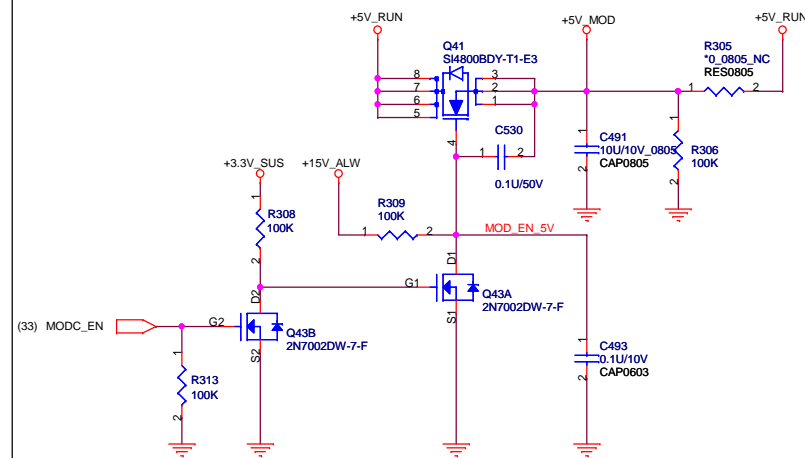 +5V_RUN
+5V_MOD
+5V_RUN
Q41
SI4800BDY-T1-E3
R305
*0_0805_NC
RES0805
8
7
6
5
3
2
1
4
1
2
C530
1
2
0.1U/50V
1
2
C491
10U/10V_0805
CAP0805
1
2
R306
100K
+3.3V_SUS
+15V_ALW
1
2
R308
100K
R309
100K
1
2
MOD_EN_5V
D1
G1
S1
Q43A
2N7002DW-7-F
(33) MODC_EN
D2
G2
S2
Q43B
2N7002DW-7-F
1
2
R313
100K
1
2
C493
0.1U/10V
CAP0603